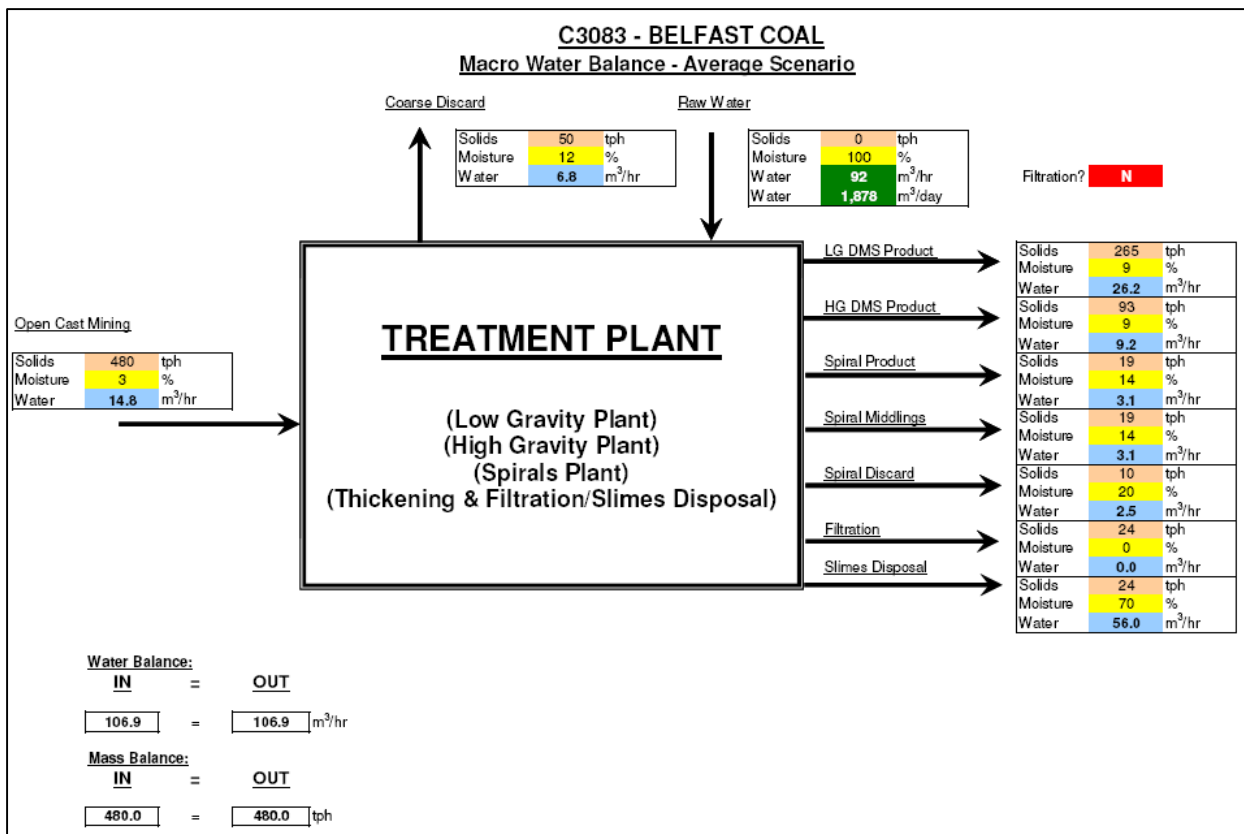 C3083 - BELFAST COAL
Macro Water Balance - Average Scenario
Coarse Discard
Solids 50 tph
Moisture 12 %
Water 6.8 m³/hr
Raw Water
Solids 0 tph
Moisture 100 %
Water 92 m³/hr
Water 1,878 m³/day
Filtration? N
Open Cast Mining
Solids 480 tph
Moisture 3 %
Water 14.8 m³/hr
TREATMENT PLANT
(Low Gravity Plant)
(High Gravity Plant)
(Spirals Plant)
(Thickening & Filtration/Slimes Disposal)
LG DMS Product
Solids 265 tph
Moisture 9 %
Water 26.2 m³/hr
HG DMS Product
Solids 93 tph
Moisture 9 %
Water 9.2 m³/hr
Spiral Product
Solids 19 tph
Moisture 14 %
Water 3.1 m³/hr
Spiral Middlings
Solids 19 tph
Moisture 14 %
Water 3.1 m³/hr
Spiral Discard
Solids 10 tph
Moisture 20 %
Water 2.5 m³/hr
Filtration
Solids 24 tph
Moisture 0 %
Water 0.0 m³/hr
Slimes Disposal
Solids 24 tph
Moisture 70 %
Water 56.0 m³/hr
Water Balance:
IN = OUT
106.9 = 106.9 m³/hr
Mass Balance:
IN = OUT
480.0 = 480.0 tph